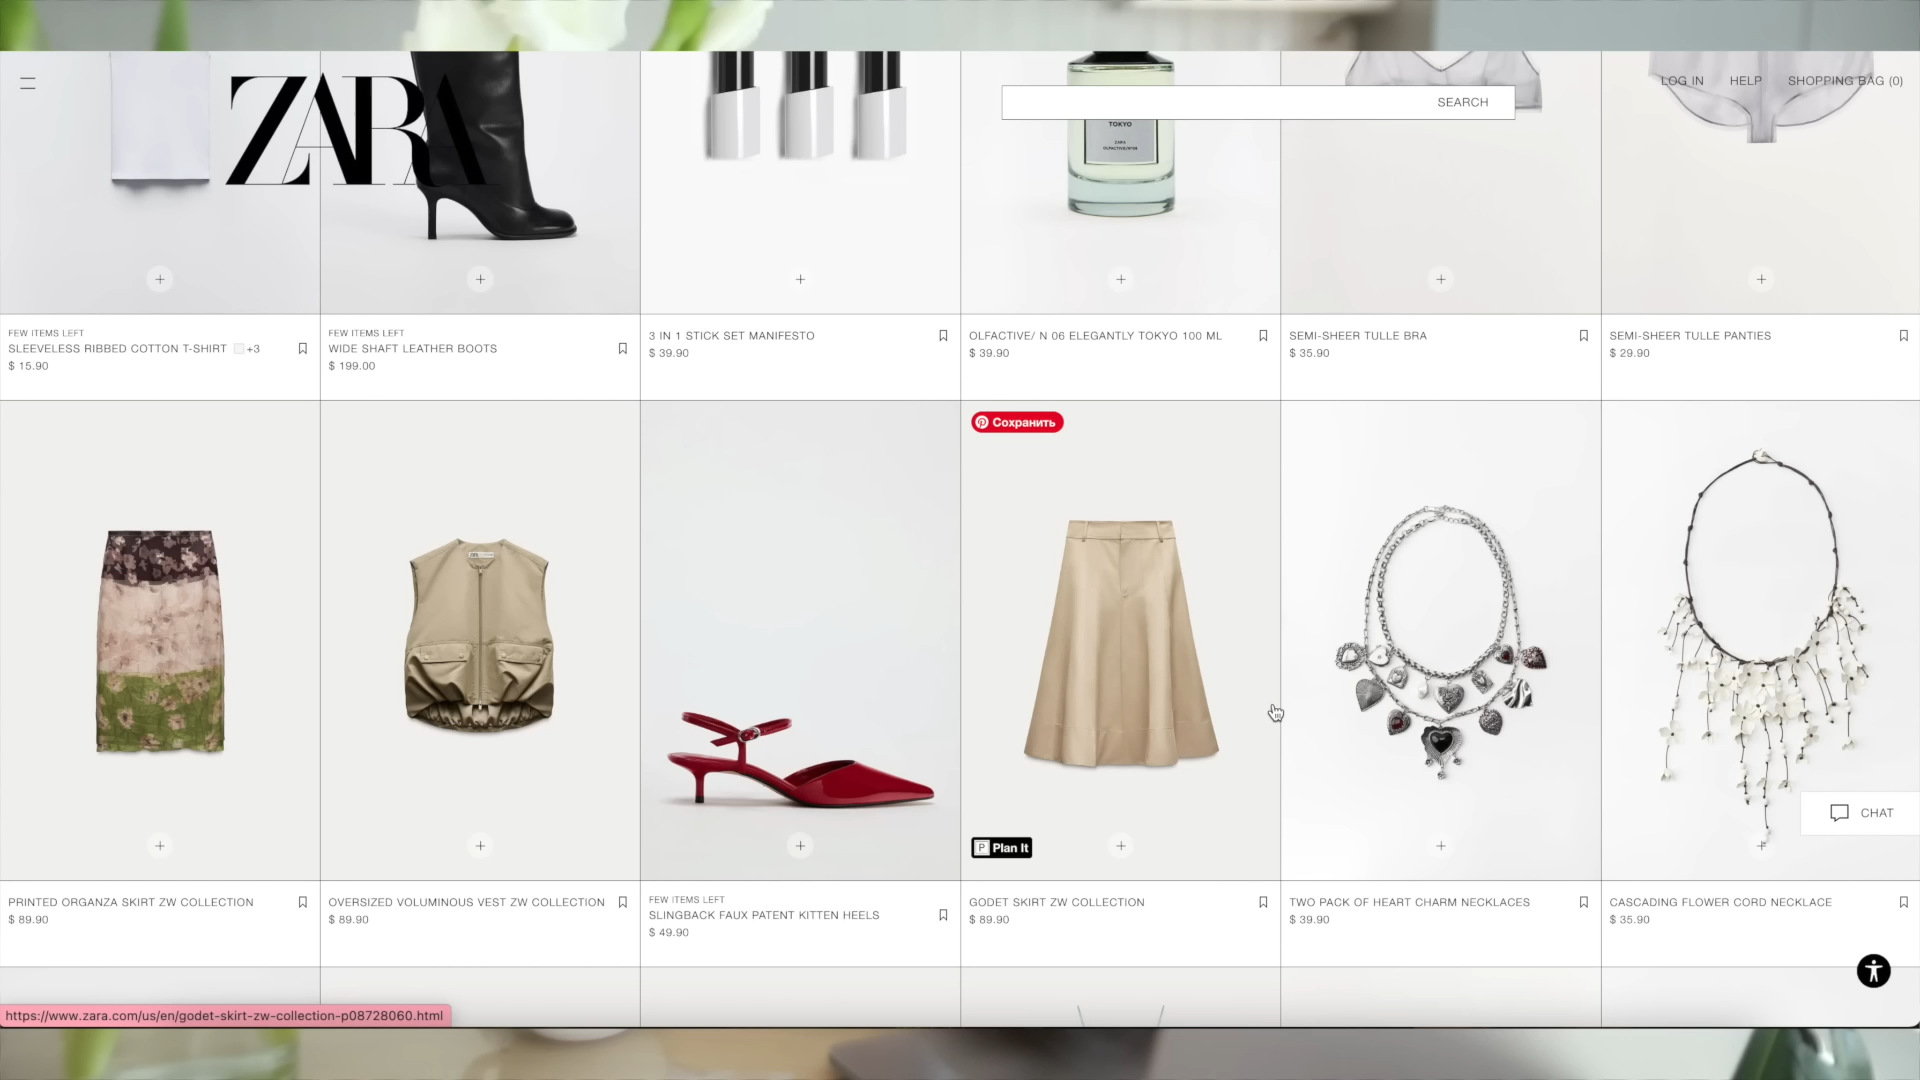 ZARA
LOG IN
HELP
SHOPPING BAG (0)
SEARCH
TOKYO
ZARA
FEW ITEMS LEFT
SLEEVELESS RIBBED COTTON T-SHIRT +3
$ 15.90
FEW ITEMS LEFT
WIDE SHAFT LEATHER BOOTS
$ 199.00
3 IN 1 STICK SET MANIFESTO
$ 39.90
OLFACTIVE/ N 06 ELEGANTLY TOKYO 100 ML
$ 39.90
SEMI-SHEER TULLE BRA
$ 35.90
SEMI-SHEER TULLE PANTIES
$ 29.90
Сохранить
P Plan It
PRINTED ORGANZA SKIRT ZW COLLECTION
$ 89.90
OVERSIZED VOLUMINOUS VEST ZW COLLECTION
$ 89.90
FEW ITEMS LEFT
SLINGBACK FAUX PATENT KITTEN HEELS
$ 49.90
GODET SKIRT ZW COLLECTION
$ 89.90
TWO PACK OF HEART CHARM NECKLACES
$ 39.90
CASCADING FLOWER CORD NECKLACE
$ 35.90
CHAT
https://www.zara.com/us/en/godet-skirt-zw-collection-p08728060.html